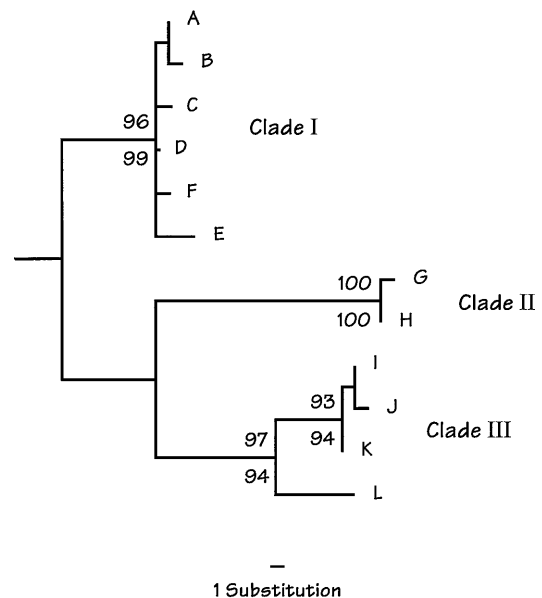 A
B
C
96
Clade I
D
99
F
E
G
100
Clade II
100
H
I
93
J
Clade III
97
94
K
94
L
1 Substitution